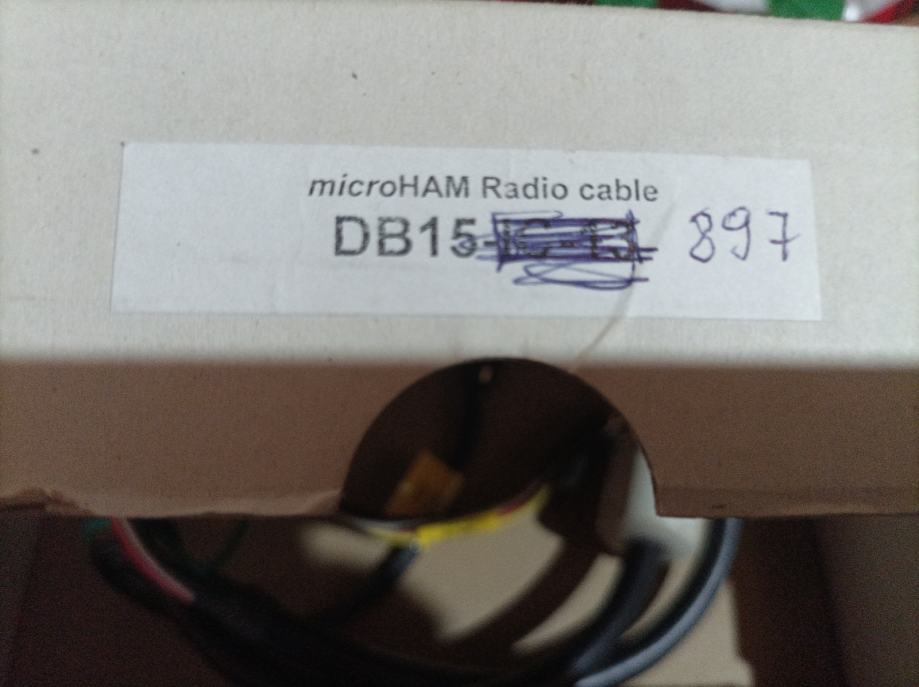 microHAM Radio cable
DB15- 897